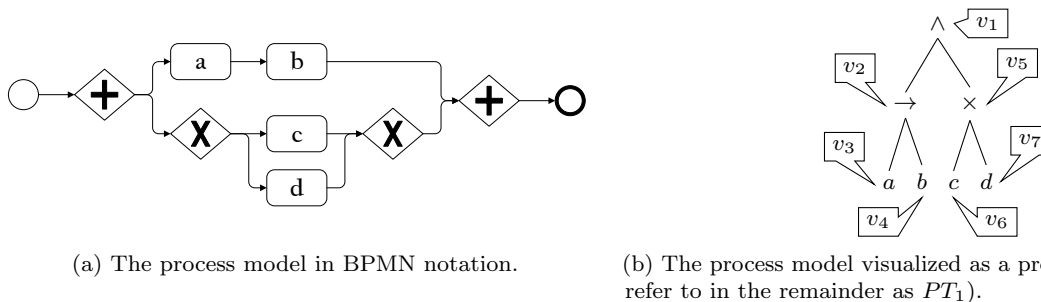 a
b
c
d
∧
v1
v2
v5
→
×
v3
v7
a b c d
v4
v6
(a) The process model in BPMN notation.
(b) The process model visualized as a pr
refer to in the remainder as PT1).